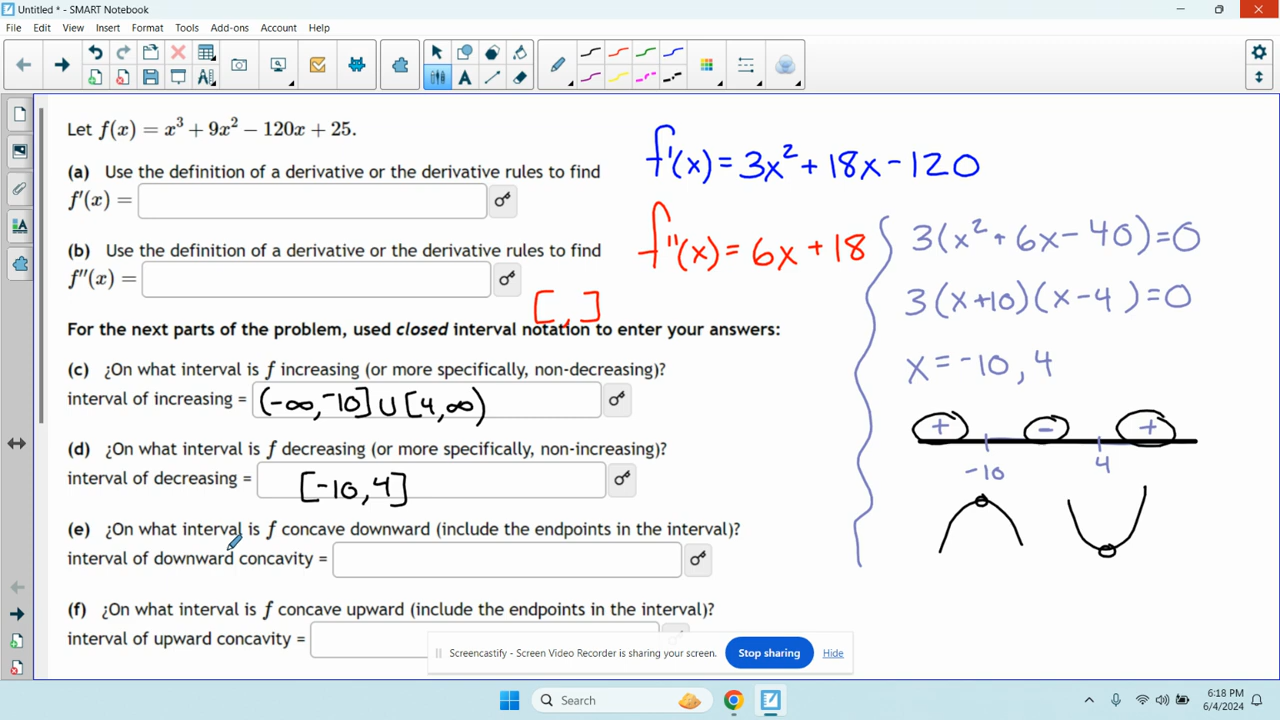 Untitled * - SMART Notebook
File Edit View Insert Format Tools Add-ons Account Help
Let f(x) = x³ + 9x² − 120x + 25.
(a) Use the definition of a derivative or the derivative rules to find
f′(x) =
(b) Use the definition of a derivative or the derivative rules to find
f″(x) =
[ , ]
For the next parts of the problem, used closed interval notation to enter your answers:
(c) ¿On what interval is f increasing (or more specifically, non-decreasing)?
interval of increasing = (-∞,-10] ∪ [4,∞)
(d) ¿On what interval is f decreasing (or more specifically, non-increasing)?
interval of decreasing = [-10,4]
(e) ¿On what interval is f concave downward (include the endpoints in the interval)?
interval of downward concavity =
(f) ¿On what interval is f concave upward (include the endpoints in the interval)?
interval of upward concavity =
f'(x) = 3x² + 18x - 120
f''(x) = 6x + 18
3(x² + 6x - 40) = 0
3(x+10)(x-4) = 0
x = -10, 4
+ - +
-10 4
Screencastify - Screen Video Recorder is sharing your screen. Stop sharing Hide
Search
6:18 PM
6/4/2024